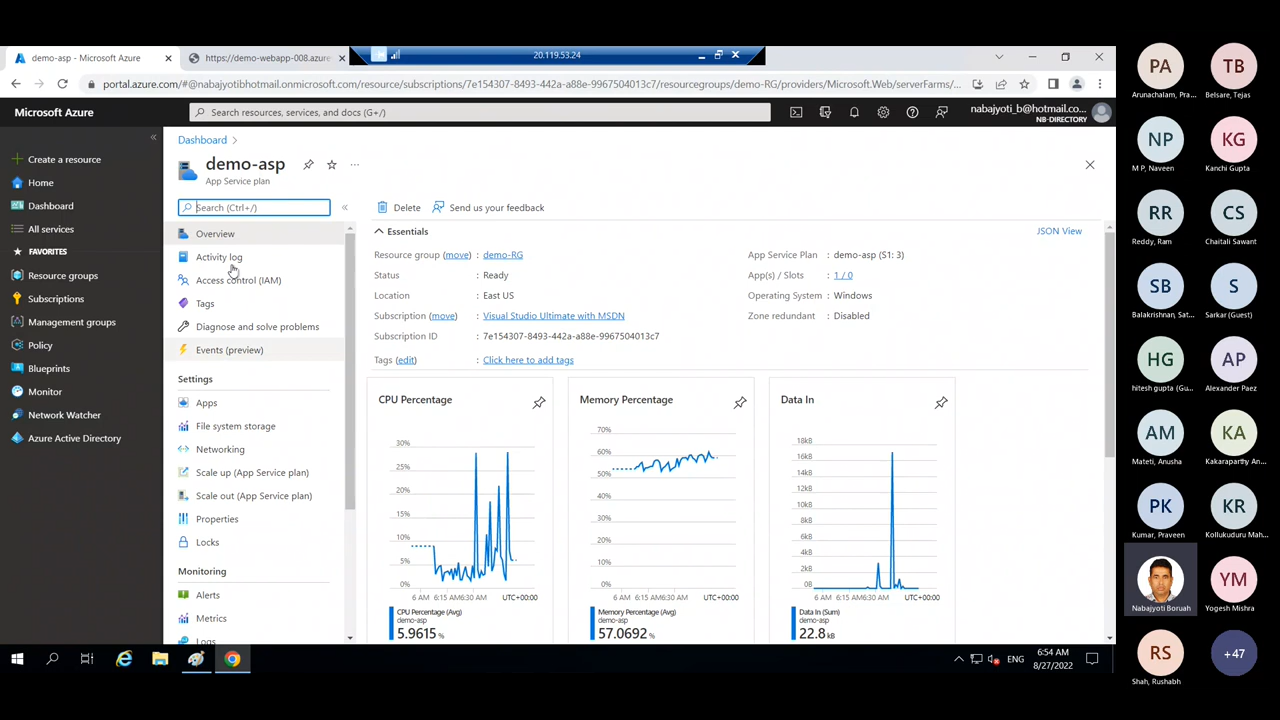 demo-asp - Microsoft Azure
https://demo-webapp-008.azure
20.119.53.24
portal.azure.com/#@nabajyotibhotmail.onmicrosoft.com/resource/subscriptions/7e154307-8493-442a-a88e-9967504013c7/resourcegroups/demo-RG/providers/Microsoft.Web/serverFarms/...
Microsoft Azure
Search resources, services, and docs (G+/)
nabajyoti_b@hotmail.co...
NB-DIRECTORY
Create a resource
Home
Dashboard
All services
FAVORITES
Resource groups
Subscriptions
Management groups
Policy
Blueprints
Monitor
Network Watcher
Azure Active Directory
Dashboard >
demo-asp
App Service plan
Search (Ctrl+/)
Overview
Activity log
Access control (IAM)
Tags
Diagnose and solve problems
Events (preview)
Settings
Apps
File system storage
Networking
Scale up (App Service plan)
Scale out (App Service plan)
Properties
Locks
Monitoring
Alerts
Metrics
Logs
Delete
Send us your feedback
Essentials
JSON View
Resource group (move) : demo-RG
Status : Ready
Location : East US
Subscription (move) : Visual Studio Ultimate with MSDN
Subscription ID : 7e154307-8493-442a-a88e-9967504013c7
Tags (edit) : Click here to add tags
App Service Plan : demo-asp (S1: 3)
App(s) / Slots : 1 / 0
Operating System : Windows
Zone redundant : Disabled
CPU Percentage
30%
25%
20%
15%
10%
5%
0%
6 AM 6:15 AM 6:30 AM UTC+00:00
CPU Percentage (Avg)
demo-asp
5.9615 %
Memory Percentage
70%
60%
50%
40%
30%
20%
10%
0%
6 AM 6:15 AM 6:30 AM UTC+00:00
Memory Percentage (Avg)
demo-asp
57.0692 %
Data In
18kB
16kB
14kB
12kB
10kB
8kB
6kB
4kB
2kB
0B
6 AM 6:15 AM 6:30 AM UTC+00:00
Data In (Sum)
demo-asp
22.8 kB
ENG
6:54 AM
8/27/2022
PA
Arunachalam, Pra...
TB
Belsare, Tejas
NP
M P, Naveen
KG
Kanchi Gupta
RR
Reddy, Ram
CS
Chaitali Sawant
SB
Balakrishnan, Sat...
S
Sarkar (Guest)
HG
hitesh gupta (Gu...
AP
Alexander Paez
AM
Mateti, Anusha
KA
Kakaraparthy An...
PK
Kumar, Praveen
KR
Kollukuduru Mah...
Nabajyoti Boruah
YM
Yogesh Mishra
RS
Shah, Rushabh
+47